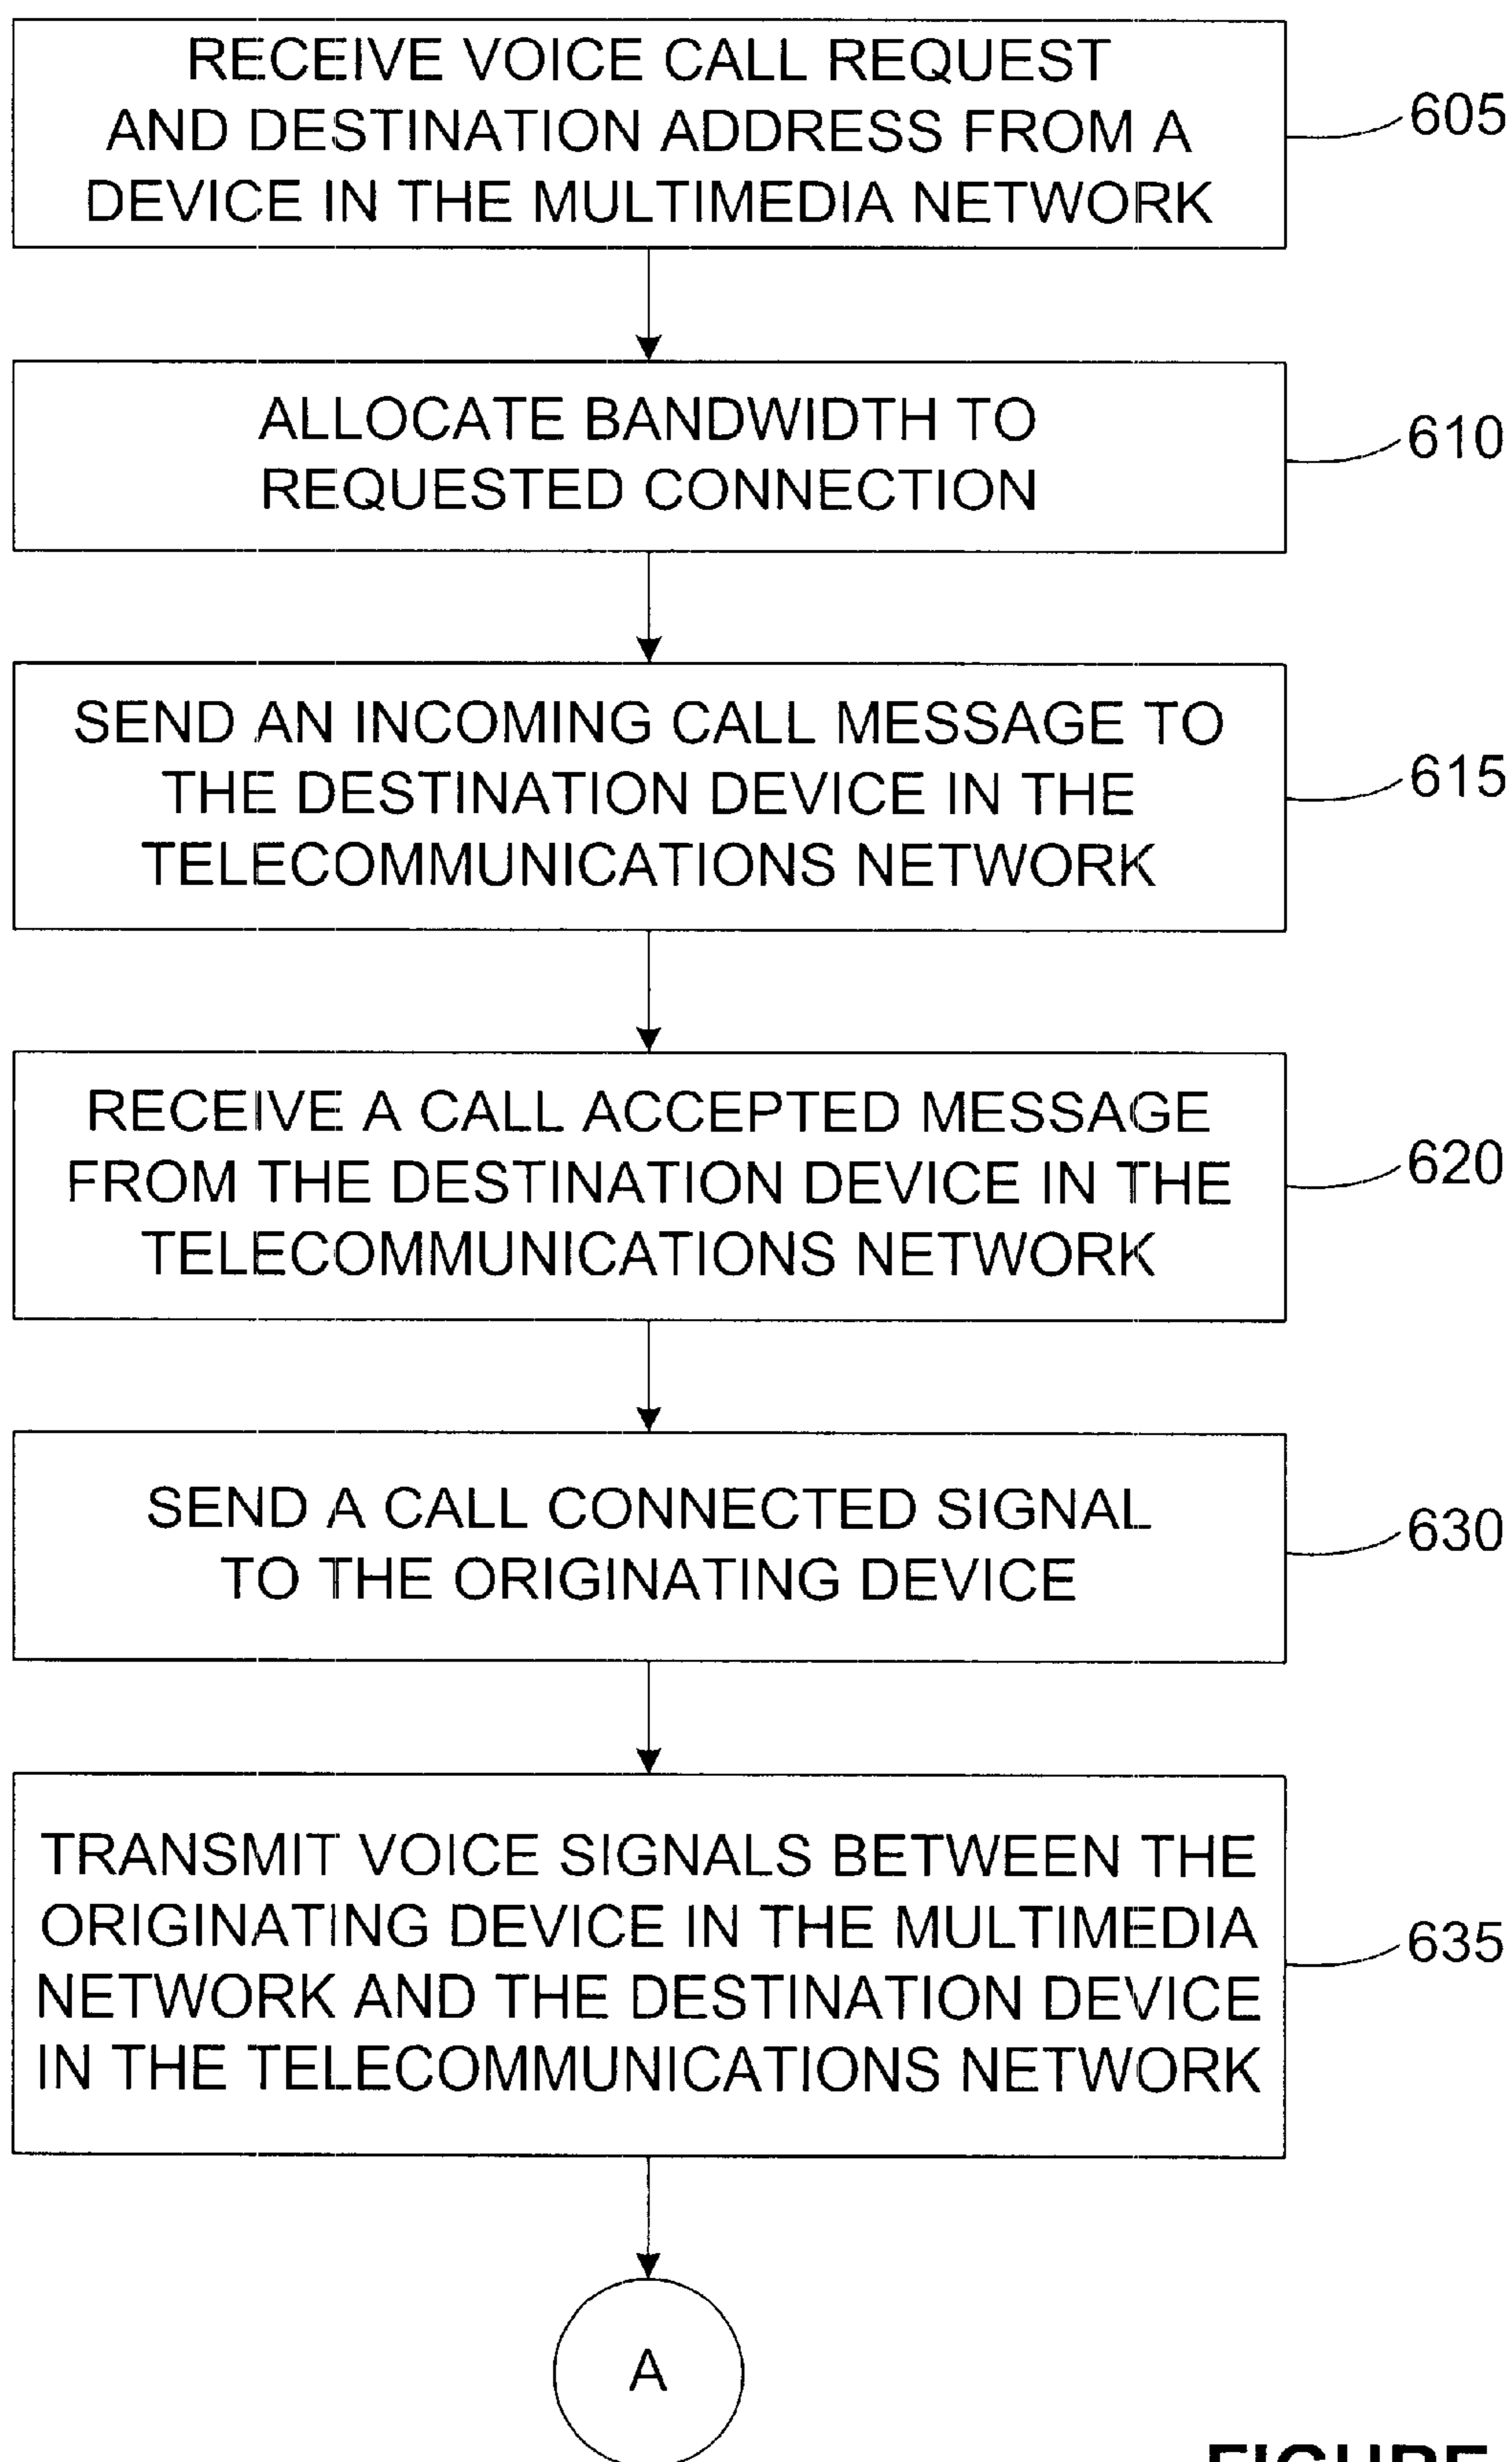 RECEIVE VOICE CALL REQUEST
AND DESTINATION ADDRESS FROM A
DEVICE IN THE MULTIMEDIA NETWORK
605
ALLOCATE BANDWIDTH TO
REQUESTED CONNECTION
610
SEND AN INCOMING CALL MESSAGE TO
THE DESTINATION DEVICE IN THE
TELECOMMUNICATIONS NETWORK
615
RECEIVE A CALL ACCEPTED MESSAGE
FROM THE DESTINATION DEVICE IN THE
TELECOMMUNICATIONS NETWORK
620
SEND A CALL CONNECTED SIGNAL
TO THE ORIGINATING DEVICE
630
TRANSMIT VOICE SIGNALS BETWEEN THE
ORIGINATING DEVICE IN THE MULTIMEDIA
NETWORK AND THE DESTINATION DEVICE
IN THE TELECOMMUNICATIONS NETWORK
635
A
FIGURE